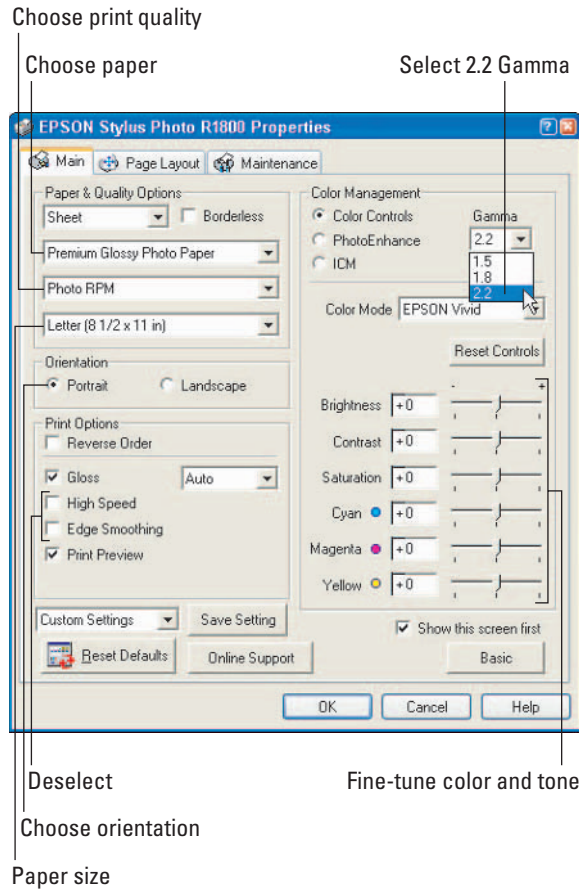 Choose print quality
Choose paper
Select 2.2 Gamma
EPSON Stylus Photo R1800 Properties
Main
Page Layout
Maintenance
Paper & Quality Options
Sheet
Borderless
Premium Glossy Photo Paper
Photo RPM
Letter (8 1/2 x 11 in)
Orientation
Portrait
Landscape
Print Options
Reverse Order
Gloss
Auto
High Speed
Edge Smoothing
Print Preview
Custom Settings
Save Setting
Reset Defaults
Online Support
Color Management
Color Controls
PhotoEnhance
ICM
Gamma
2.2
1.5
1.8
2.2
Color Mode
EPSON Vivid
Reset Controls
- +
Brightness +0
Contrast +0
Saturation +0
Cyan +0
Magenta +0
Yellow +0
Show this screen first
Basic
OK
Cancel
Help
Deselect
Fine-tune color and tone
Choose orientation
Paper size